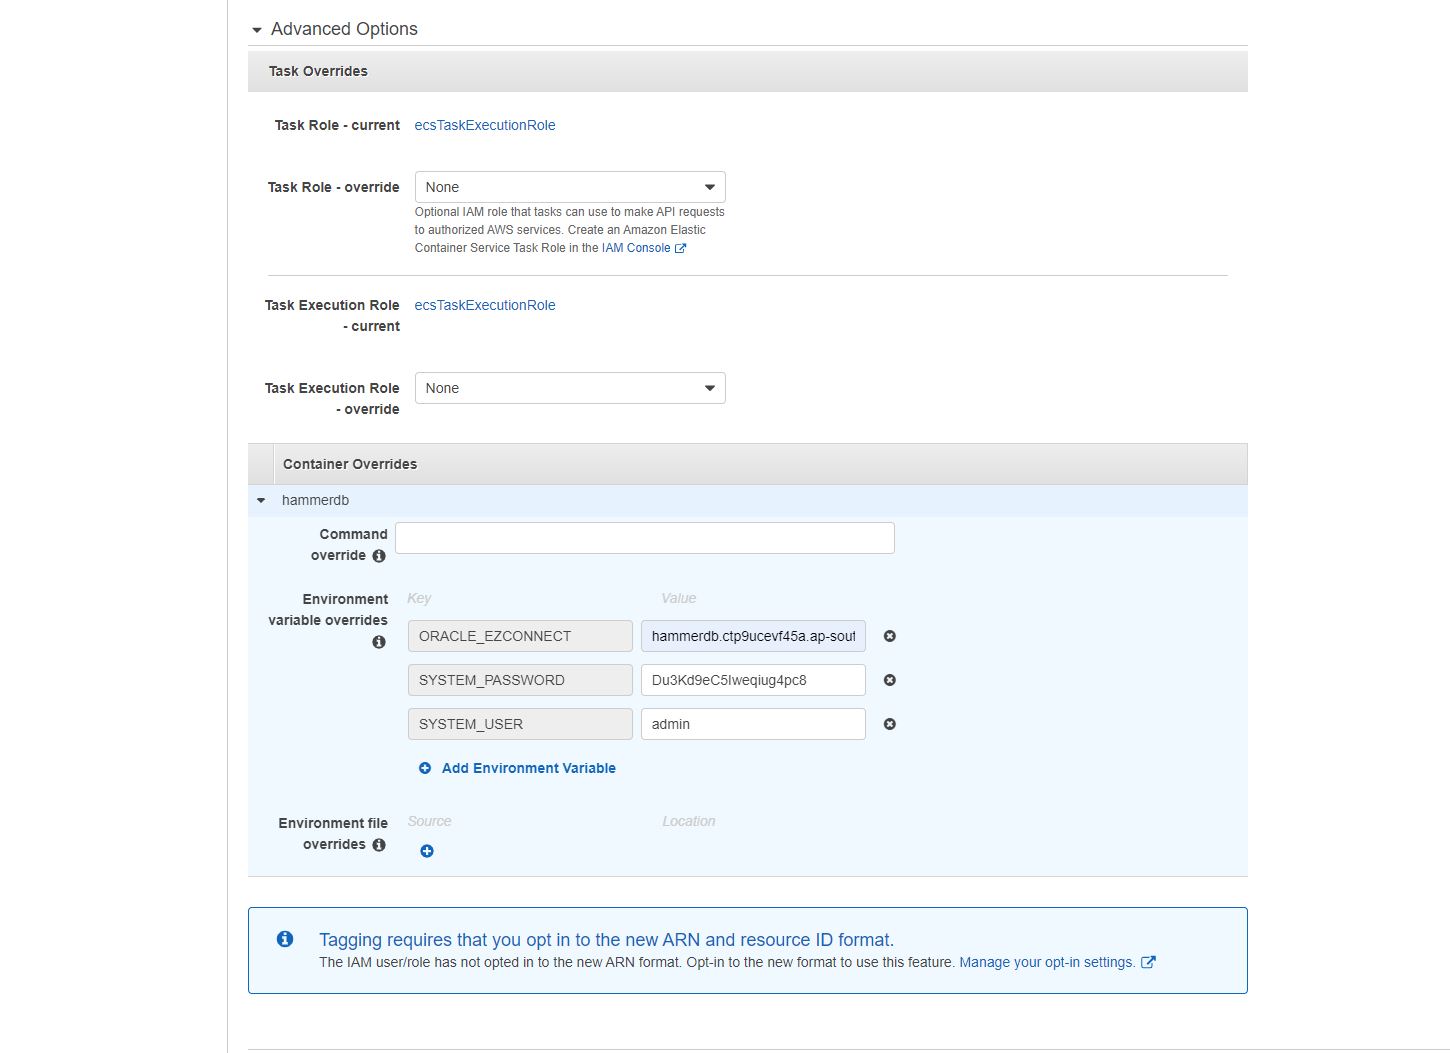 Advanced Options
Task Overrides
Task Role - current ecsTaskExecutionRole
Task Role - override None
Optional IAM role that tasks can use to make API requests
to authorized AWS services. Create an Amazon Elastic
Container Service Task Role in the IAM Console
Task Execution Role ecsTaskExecutionRole
- current
Task Execution Role None
- override
Container Overrides
hammerdb
Command
override
Environment Key Value
variable overrides
ORACLE_EZCONNECT hammerdb.ctp9ucevf45a.ap-sout
SYSTEM_PASSWORD Du3Kd9eC5Iweqiug4pc8
SYSTEM_USER admin
Add Environment Variable
Environment file Source Location
overrides
Tagging requires that you opt in to the new ARN and resource ID format.
The IAM user/role has not opted in to the new ARN format. Opt-in to the new format to use this feature. Manage your opt-in settings.